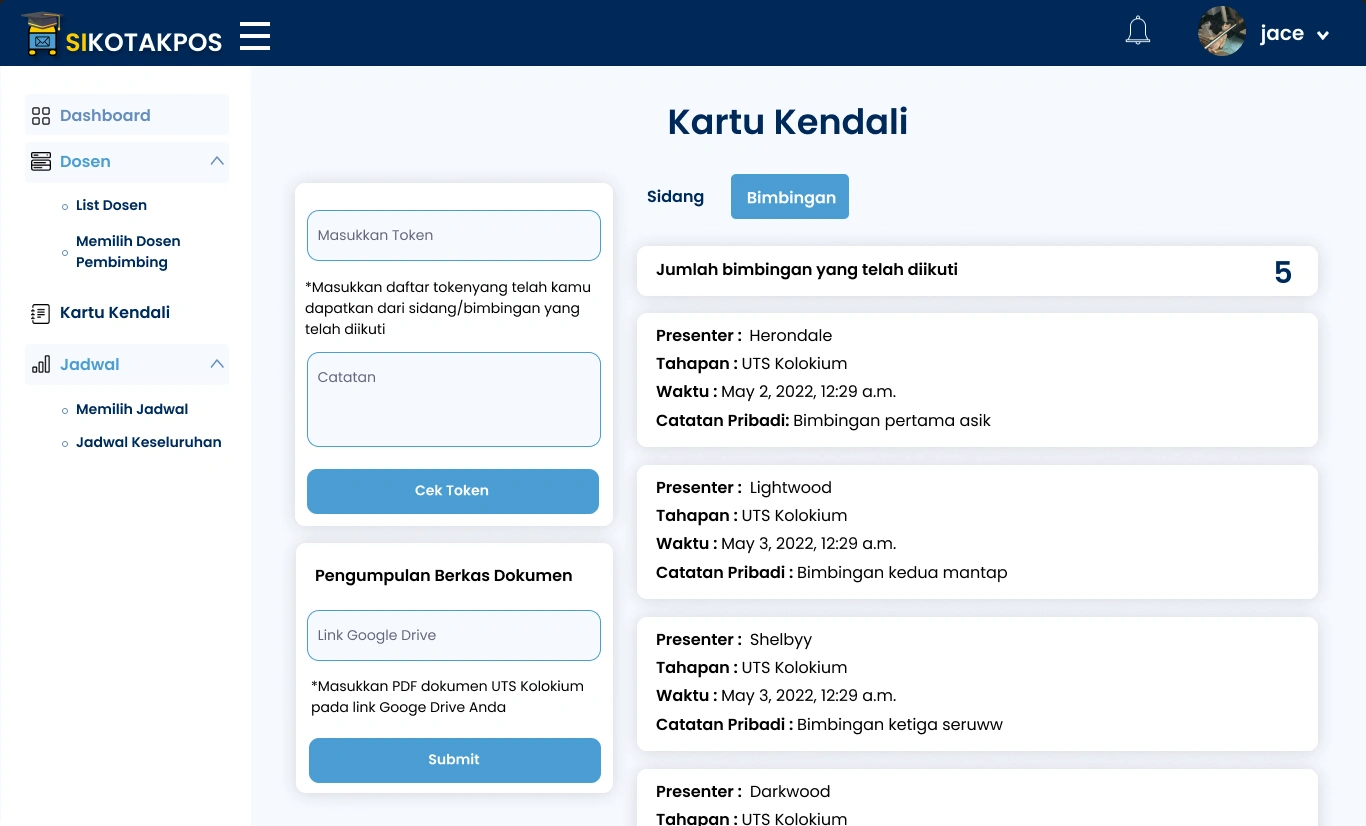 SIKOTAKPOS
jace
Dashboard
Dosen
List Dosen
Memilih Dosen
Pembimbing
Kartu Kendali
Jadwal
Memilih Jadwal
Jadwal Keseluruhan
Kartu Kendali
Masukkan Token
*Masukkan daftar tokenyang telah kamu
dapatkan dari sidang/bimbingan yang
telah diikuti
Catatan
Cek Token
Pengumpulan Berkas Dokumen
Link Google Drive
*Masukkan PDF dokumen UTS Kolokium
pada link Googe Drive Anda
Submit
Sidang
Bimbingan
Jumlah bimbingan yang telah diikuti 5
Presenter : Herondale
Tahapan : UTS Kolokium
Waktu : May 2, 2022, 12:29 a.m.
Catatan Pribadi: Bimbingan pertama asik
Presenter : Lightwood
Tahapan : UTS Kolokium
Waktu : May 3, 2022, 12:29 a.m.
Catatan Pribadi : Bimbingan kedua mantap
Presenter : Shelbyy
Tahapan : UTS Kolokium
Waktu : May 3, 2022, 12:29 a.m.
Catatan Pribadi : Bimbingan ketiga seruww
Presenter : Darkwood
Tahapan : UTS Kolokium